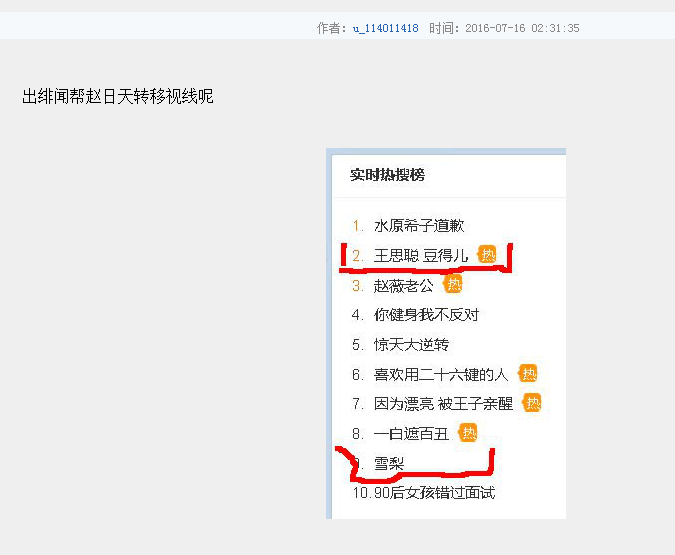 作者：u_114011418 时间：2016-07-16 02:31:35
出绯闻帮赵日天转移视线呢
实时热搜榜
1. 水原希子道歉
2. 王思聪 豆得儿 热
3. 赵薇老公 热
4. 你健身我不反对
5. 惊天大逆转
6. 喜欢用二十六键的人 热
7. 因为漂亮 被王子亲醒 热
8. 一白遮百丑 热
9. 雪梨
10. 90后女孩错过面试